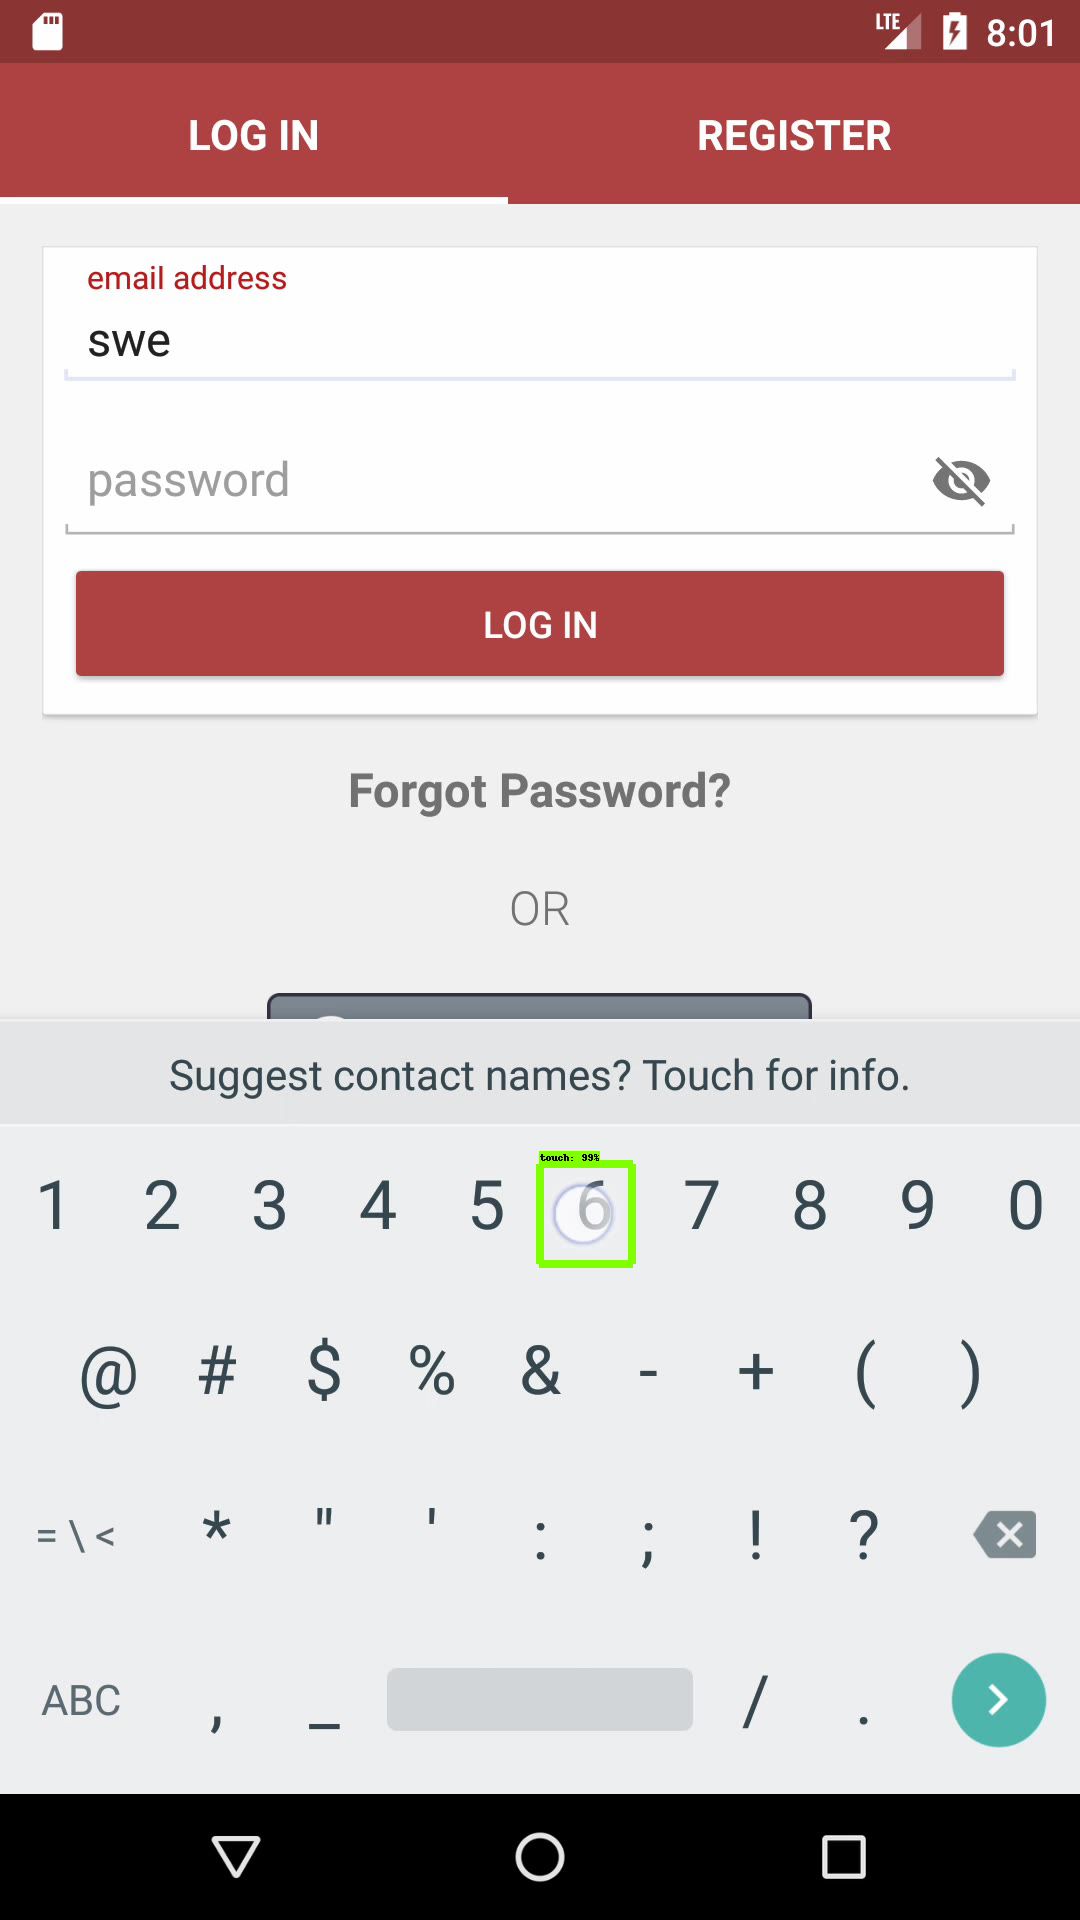 LTE 8:01
LOG IN REGISTER
email address
swe
password
LOG IN
Forgot Password?
OR
Suggest contact names? Touch for info.
touch: 99%
1 2 3 4 5 6 7 8 9 0
@ # $ % & - + ( )
= \ < * " ' : ; ! ?
ABC , _ / .